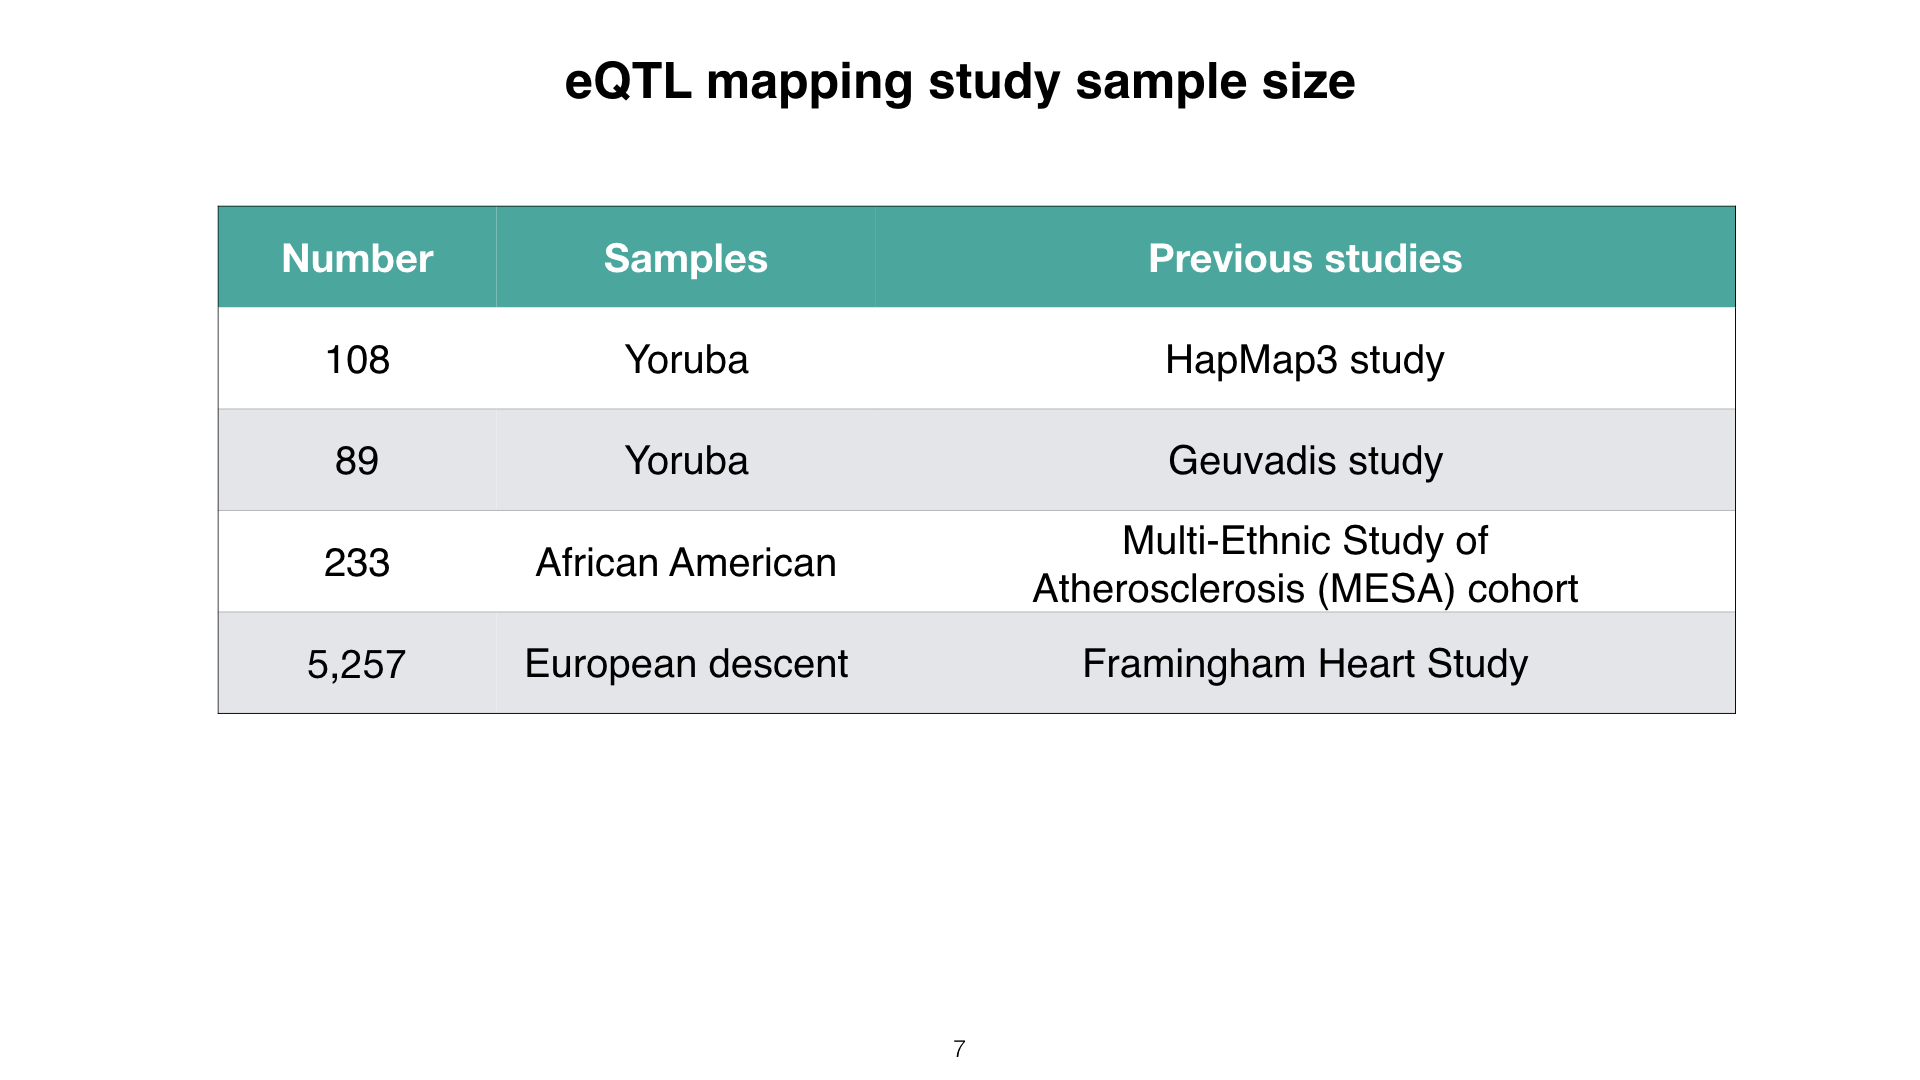 eQTL mapping study sample size
Number Samples Previous studies
108 Yoruba HapMap3 study
89 Yoruba Geuvadis study
233 African American Multi-Ethnic Study of
Atherosclerosis (MESA) cohort
5,257 European descent Framingham Heart Study
7